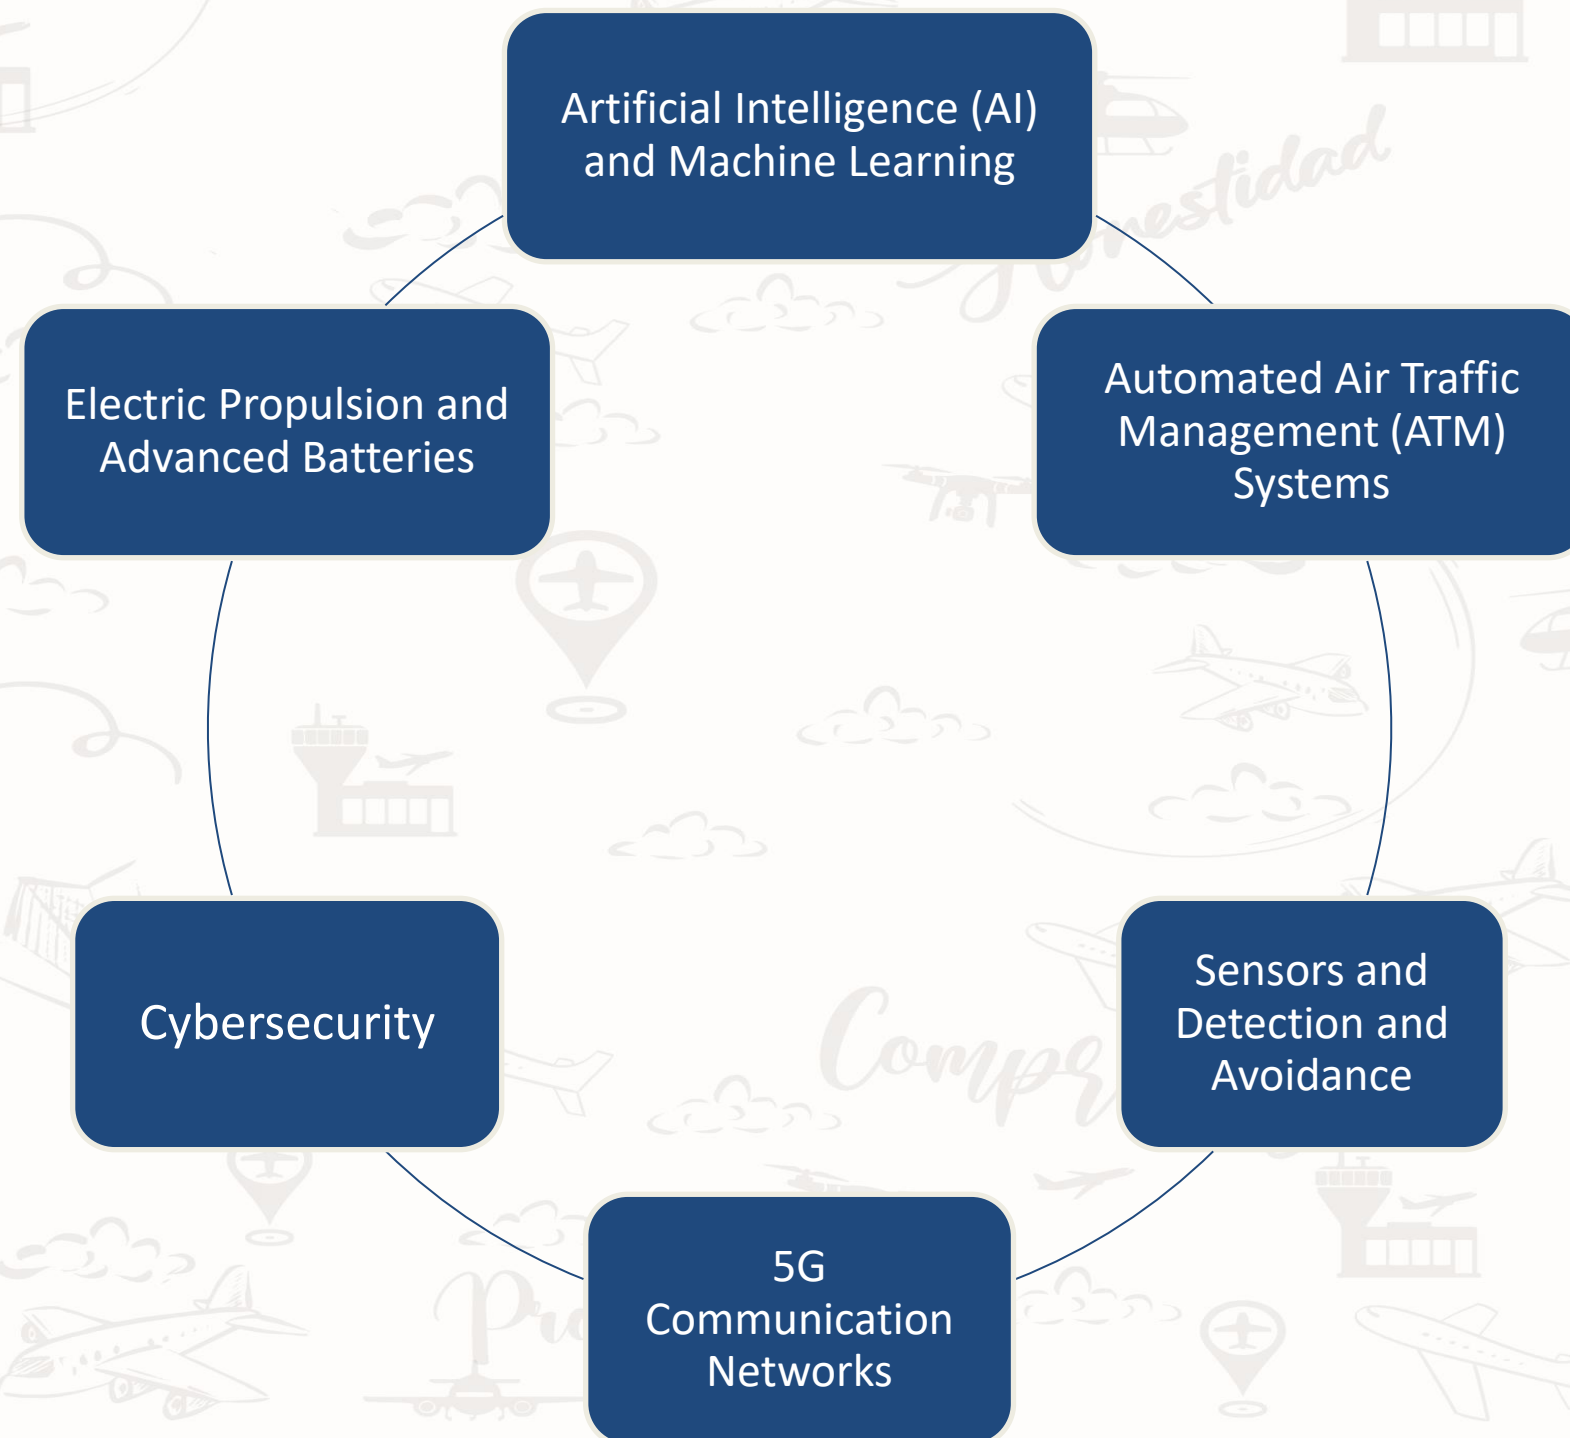 Artificial Intelligence (AI)
and Machine Learning
Honestidad
Electric Propulsion and
Advanced Batteries
Automated Air Traffic
Management (ATM)
Systems
Cybersecurity
Sensors and
Detection and
Avoidance
5G
Communication
Networks